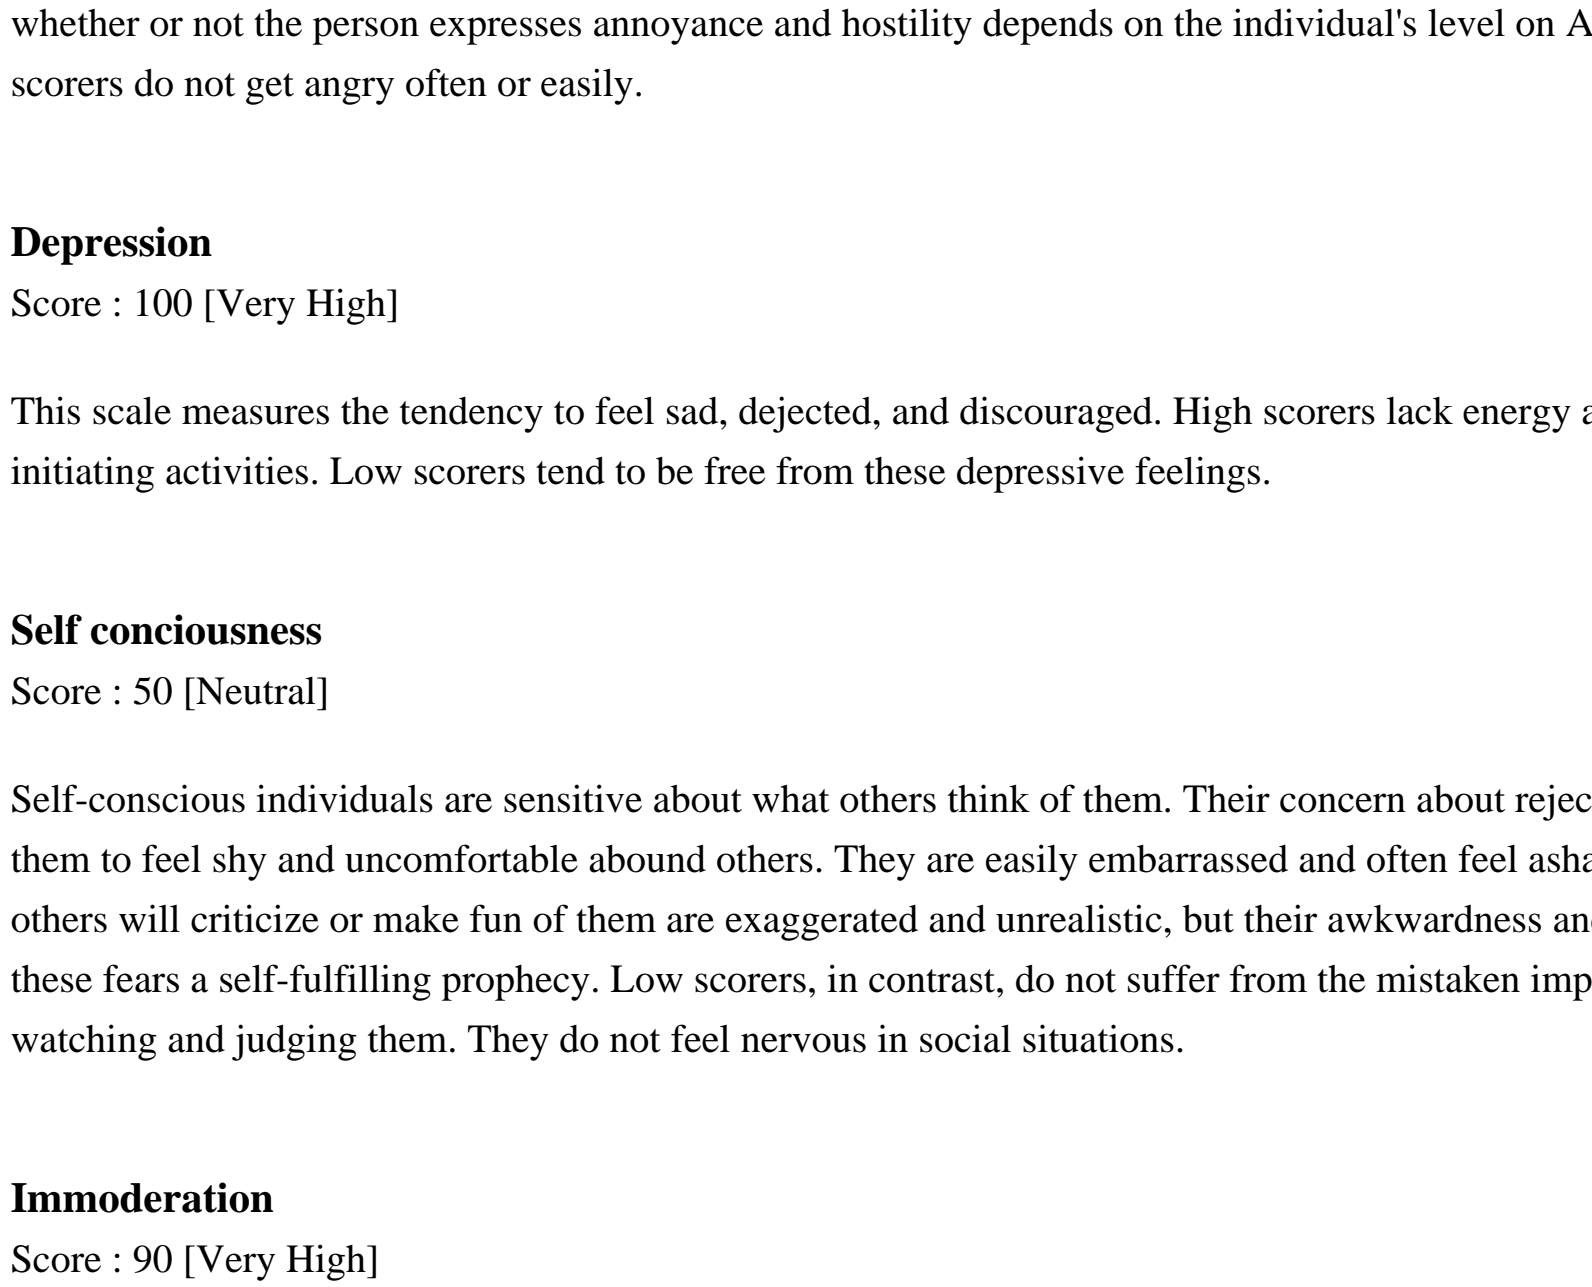 whether or not the person expresses annoyance and hostility depends on the individual's level on A
scorers do not get angry often or easily.
Depression
Score : 100 [Very High]
This scale measures the tendency to feel sad, dejected, and discouraged. High scorers lack energy
initiating activities. Low scorers tend to be free from these depressive feelings.
Self conciousness
Score : 50 [Neutral]
Self-conscious individuals are sensitive about what others think of them. Their concern about rejec
them to feel shy and uncomfortable abound others. They are easily embarrassed and often feel asha
others will criticize or make fun of them are exaggerated and unrealistic, but their awkwardness an
these fears a self-fulfilling prophecy. Low scorers, in contrast, do not suffer from the mistaken imp
watching and judging them. They do not feel nervous in social situations.
Immoderation
Score : 90 [Very High]